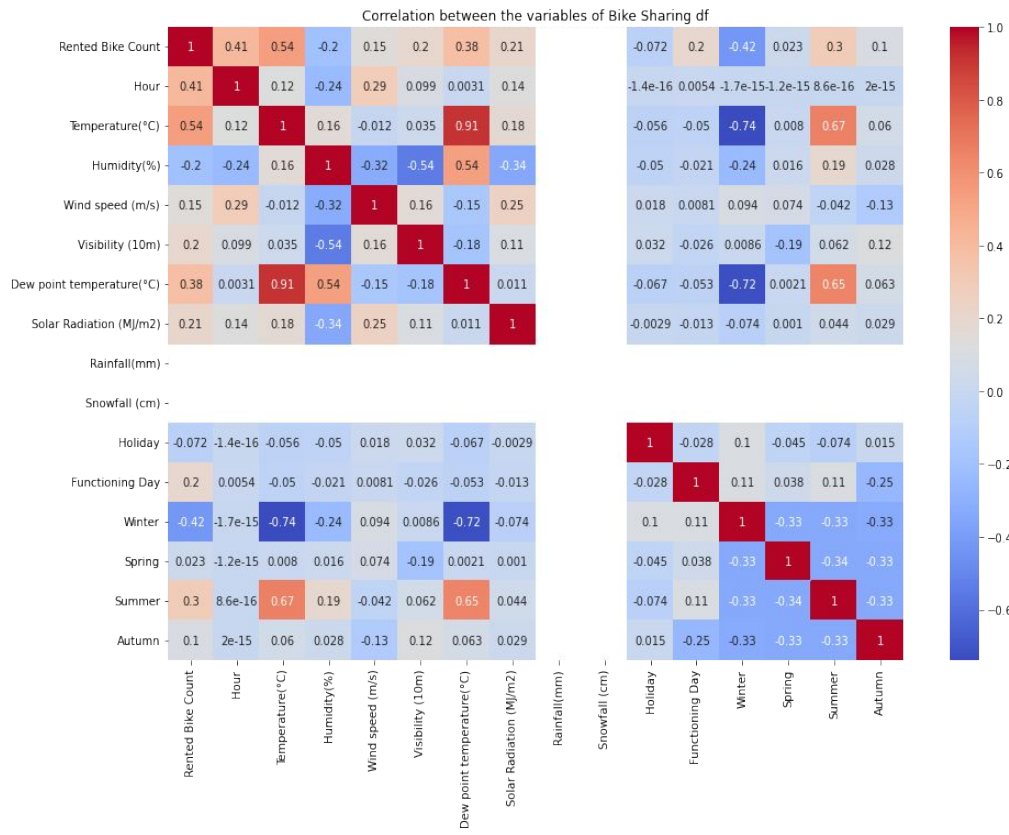 Correlation between the variables of Bike Sharing df
Rented Bike Count 1 0.41 0.54 -0.2 0.15 0.2 0.38 0.21 -0.072 0.2 -0.42 0.023 0.3 0.1
Hour 0.41 1 0.12 -0.24 0.29 0.099 0.0031 0.14 -1.4e-16 0.0054 -1.7e-15 -1.2e-15 8.6e-16 2e-15
Temperature(°C) 0.54 0.12 1 0.16 -0.012 0.035 0.91 0.18 -0.056 -0.05 -0.74 0.008 0.67 0.06
Humidity(%) -0.2 -0.24 0.16 1 -0.32 -0.54 0.54 -0.34 -0.05 -0.021 -0.24 0.016 0.19 0.028
Wind speed (m/s) 0.15 0.29 -0.012 -0.32 1 0.16 -0.15 0.25 0.018 0.0081 0.094 0.074 -0.042 -0.13
Visibility (10m) 0.2 0.099 0.035 -0.54 0.16 1 -0.18 0.11 0.032 -0.026 0.0086 -0.19 0.062 0.12
Dew point temperature(°C) 0.38 0.0031 0.91 0.54 -0.15 -0.18 1 0.011 -0.067 -0.053 -0.72 0.0021 0.65 0.063
Solar Radiation (MJ/m2) 0.21 0.14 0.18 -0.34 0.25 0.11 0.011 1 -0.0029 -0.013 -0.074 0.001 0.044 0.029
Rainfall(mm)
Snowfall (cm)
Holiday -0.072 -1.4e-16 -0.056 -0.05 0.018 0.032 -0.067 -0.0029 1 -0.028 0.1 -0.045 -0.074 0.015
Functioning Day 0.2 0.0054 -0.05 -0.021 0.0081 -0.026 -0.053 -0.013 -0.028 1 0.11 0.038 0.11 -0.25
Winter -0.42 -1.7e-15 -0.74 -0.24 0.094 0.0086 -0.72 -0.074 0.1 0.11 1 -0.33 -0.33 -0.33
Spring 0.023 -1.2e-15 0.008 0.016 0.074 -0.19 0.0021 0.001 -0.045 0.038 -0.33 1 -0.34 -0.33
Summer 0.3 8.6e-16 0.67 0.19 -0.042 0.062 0.65 0.044 -0.074 0.11 -0.33 -0.34 1 -0.33
Autumn 0.1 2e-15 0.06 0.028 -0.13 0.12 0.063 0.029 0.015 -0.25 -0.33 -0.33 -0.33 1
Rented Bike Count
Hour
Temperature(°C)
Humidity(%)
Wind speed (m/s)
Visibility (10m)
Dew point temperature(°C)
Solar Radiation (MJ/m2)
Rainfall(mm)
Snowfall (cm)
Holiday
Functioning Day
Winter
Spring
Summer
Autumn
1.0
0.8
0.6
0.4
0.2
0.0
−0.2
−0.4
−0.6